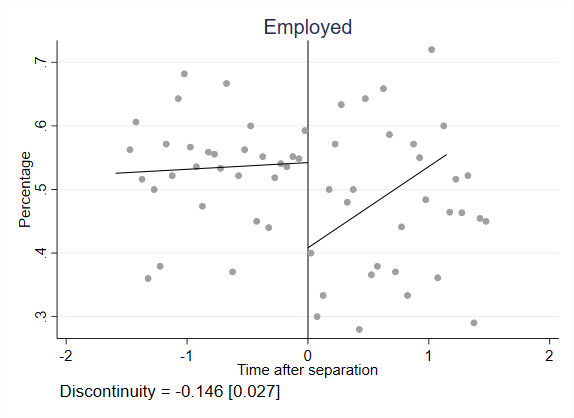 Employed
Percentage
.7
.6
.5
.4
.3
-2
-1
0
1
2
Time after separation
Discontinuity = -0.146 [0.027]